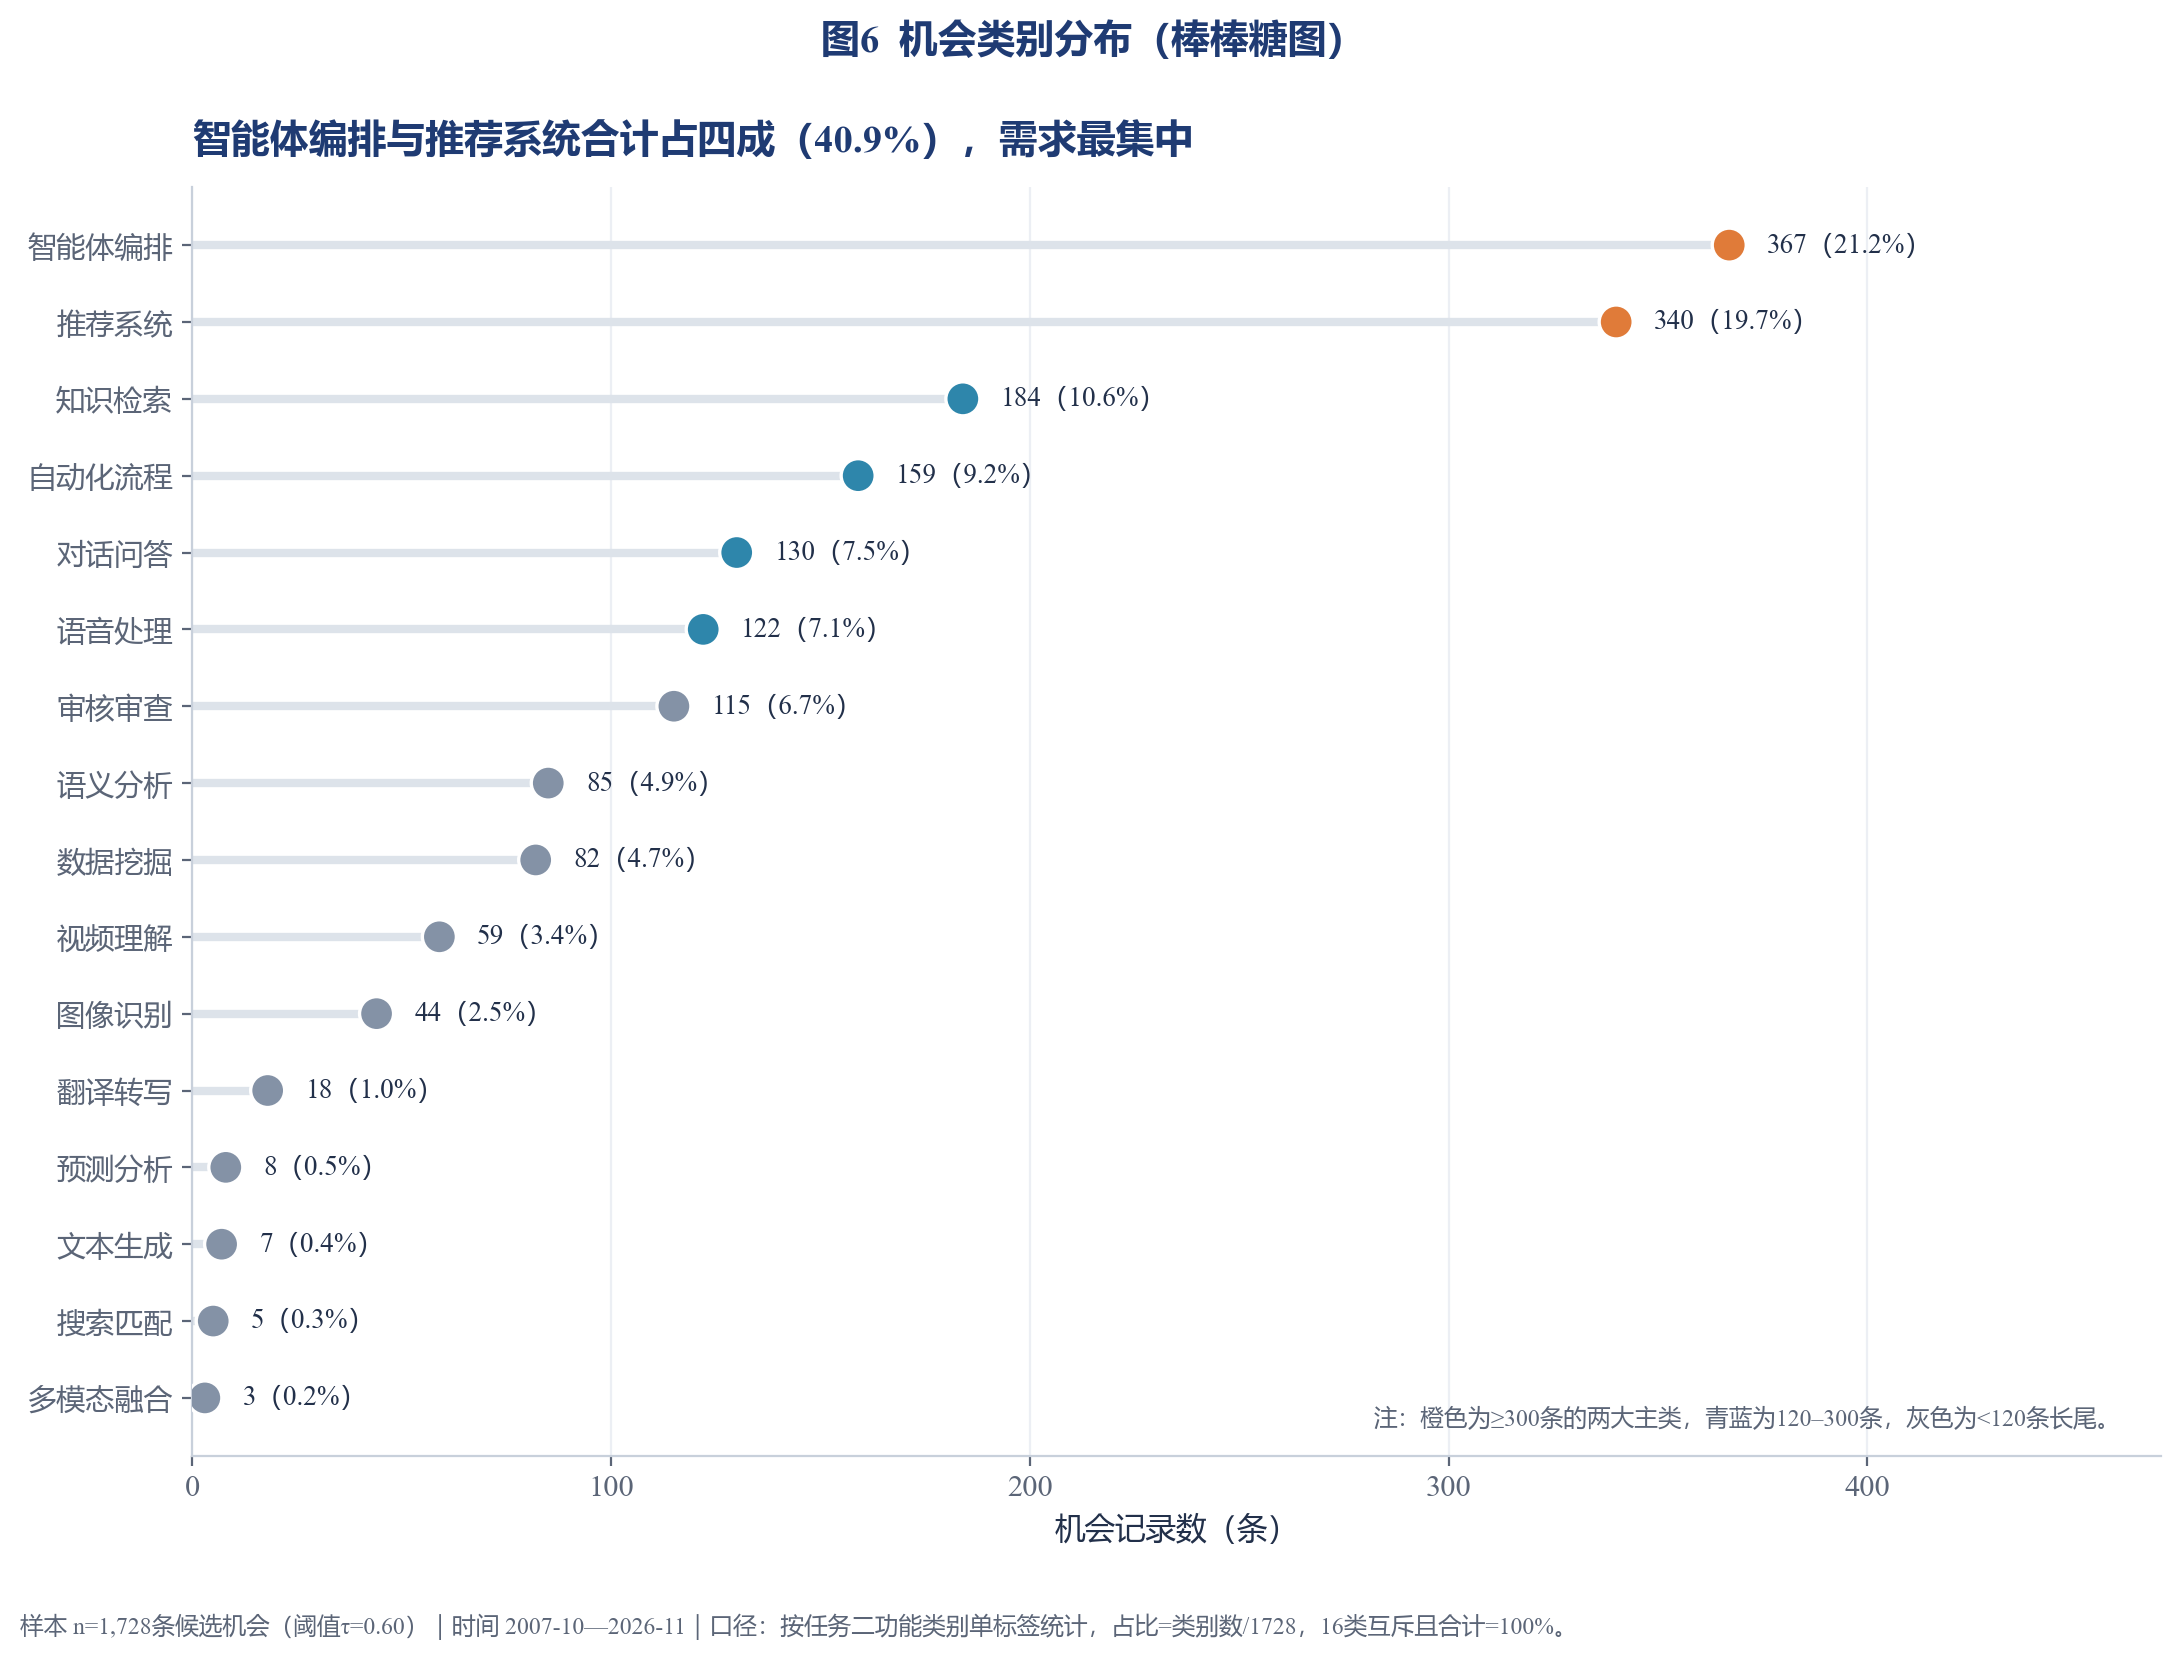 图6 机会类别分布（棒棒糖图）
智能体编排与推荐系统合计占四成（40.9%），需求最集中
智能体编排 367（21.2%）
推荐系统 340（19.7%）
知识检索 184（10.6%）
自动化流程 159（9.2%）
对话问答 130（7.5%）
语音处理 122（7.1%）
审核审查 115（6.7%）
语义分析 85（4.9%）
数据挖掘 82（4.7%）
视频理解 59（3.4%）
图像识别 44（2.5%）
翻译转写 18（1.0%）
预测分析 8（0.5%）
文本生成 7（0.4%）
搜索匹配 5（0.3%）
多模态融合 3（0.2%）
注：橙色为≥300条的两大主类，青蓝为120–300条，灰色为<120条长尾。
0 100 200 300 400
机会记录数（条）
样本 n=1,728条候选机会（阈值τ=0.60）｜时间 2007-10—2026-11｜口径：按任务二功能类别单标签统计，占比=类别数/1728，16类互斥且合计=100%。